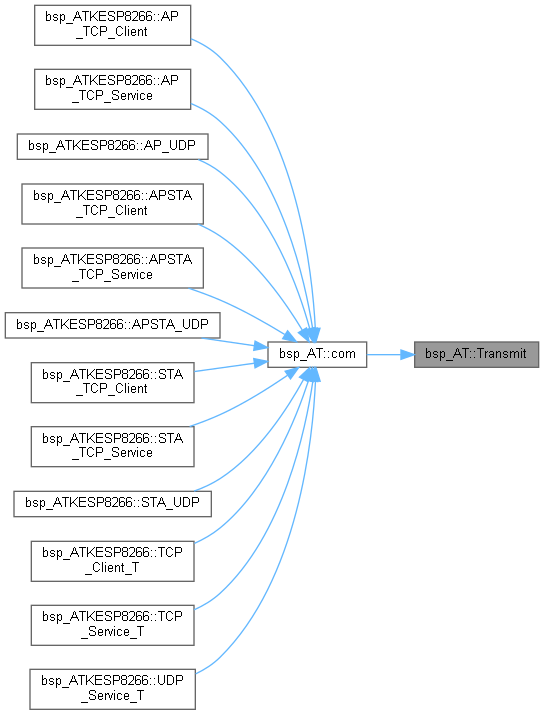 bsp_ATKESP8266::AP
_TCP_Client
bsp_ATKESP8266::AP
_TCP_Service
bsp_ATKESP8266::AP_UDP
bsp_ATKESP8266::APSTA
_TCP_Client
bsp_ATKESP8266::APSTA
_TCP_Service
bsp_ATKESP8266::APSTA_UDP
bsp_AT::com
bsp_AT::Transmit
bsp_ATKESP8266::STA
_TCP_Client
bsp_ATKESP8266::STA
_TCP_Service
bsp_ATKESP8266::STA_UDP
bsp_ATKESP8266::TCP
_Client_T
bsp_ATKESP8266::TCP
_Service_T
bsp_ATKESP8266::UDP
_Service_T